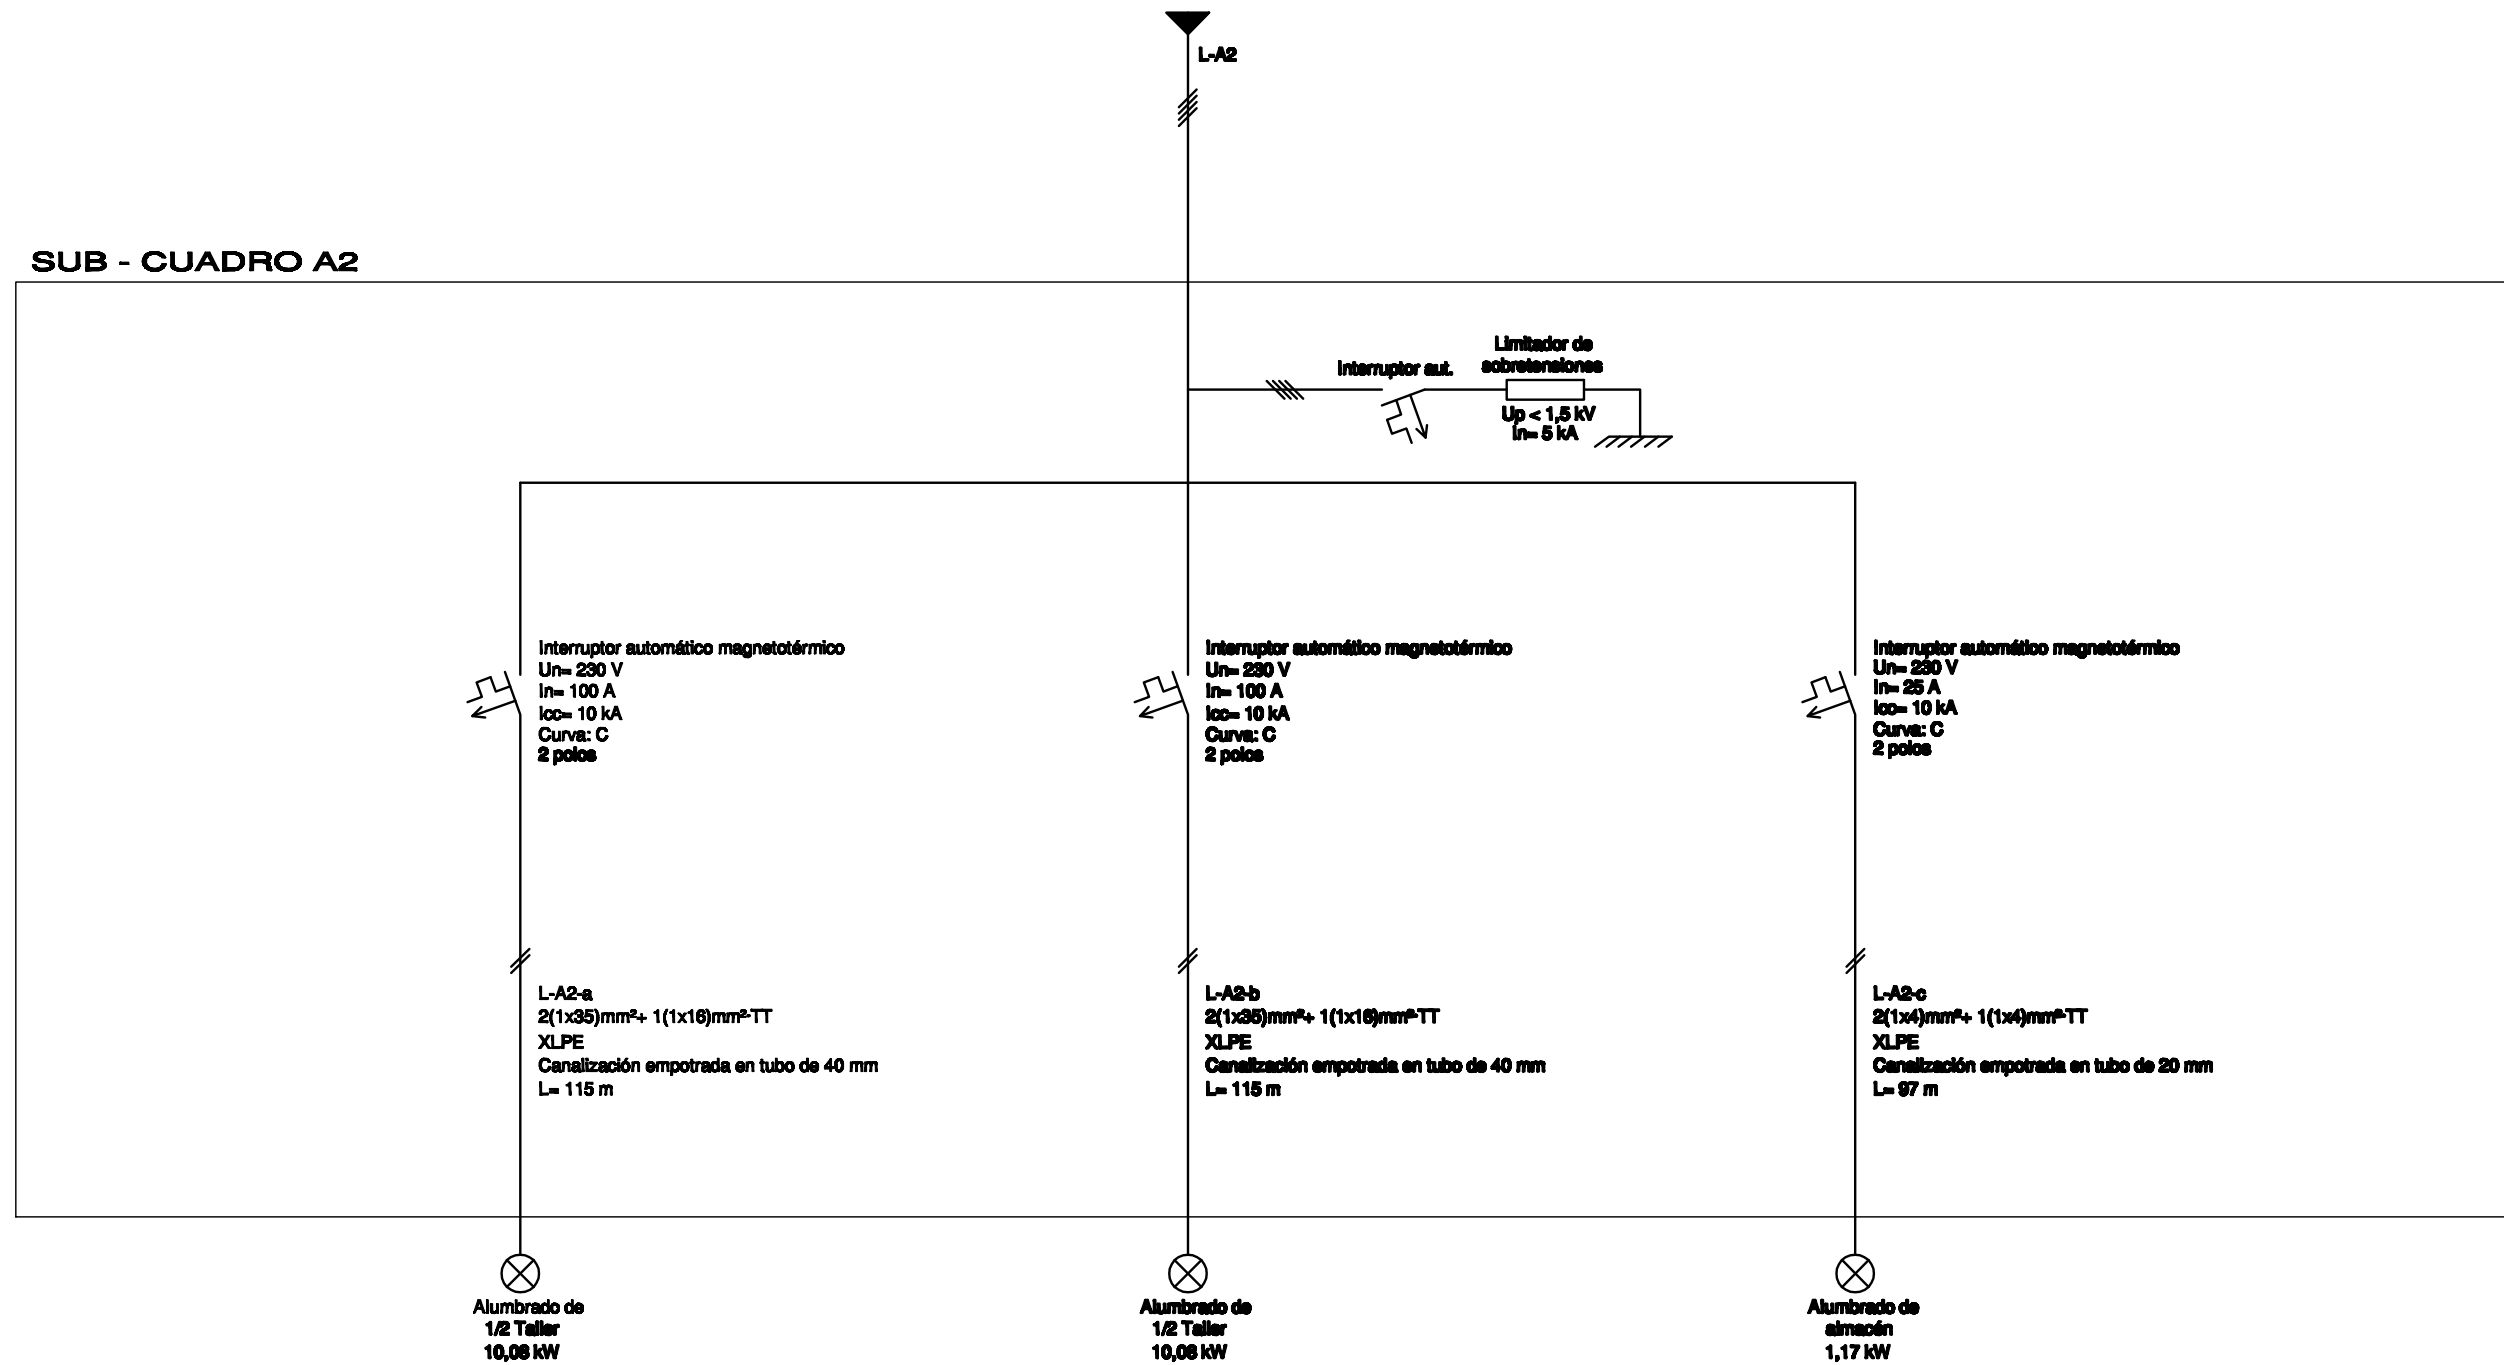 L-A2
SUB - CUADRO A2
Limitador de
sobretensiones
Interruptor aut.
Up < 1,5 kV
In= 5 kA
Interruptor automático magnetotérmico
Un= 230 V
In= 100 A
Icc= 10 kA
Curva: C
2 polos
Interruptor automático magnetotérmico
Un= 230 V
In= 100 A
Icc= 10 kA
Curva: C
2 polos
Interruptor automático magnetotérmico
Un= 230 V
In= 25 A
Icc= 10 kA
Curva: C
2 polos
L-A2-a
2(1x35)mm²+ 1(1x16)mm²-TT
XLPE
Canalización empotrada en tubo de 40 mm
L= 115 m
L-A2-b
2(1x35)mm²+ 1(1x16)mm²-TT
XLPE
Canalización empotrada en tubo de 40 mm
L= 115 m
L-A2-c
2(1x4)mm²+ 1(1x4)mm²-TT
XLPE
Canalización empotrada en tubo de 20 mm
L= 97 m
Alumbrado de
1/2 Taller
10,08 kW
Alumbrado de
1/2 Taller
10,08 kW
Alumbrado de
almacén
1,17 kW